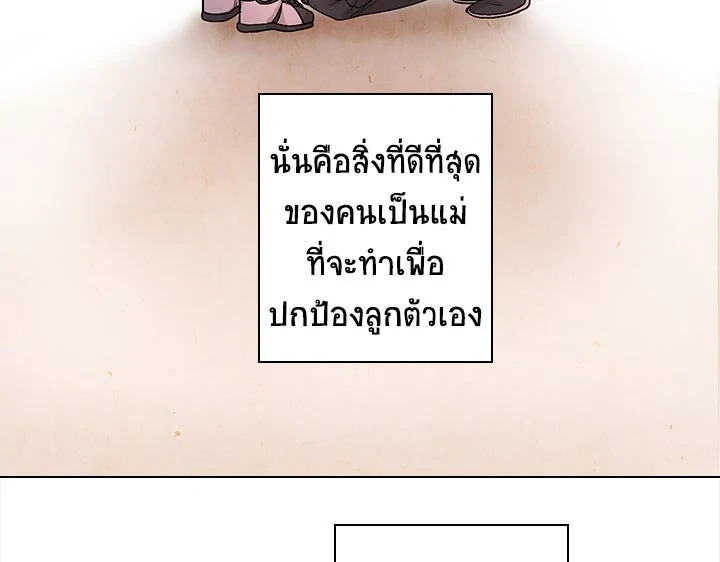 นั่นคือสิ่งที่ดีที่สุด
ของคนเป็นแม่
ที่จะทำเพื่อ
ปกป้องลูกตัวเอง